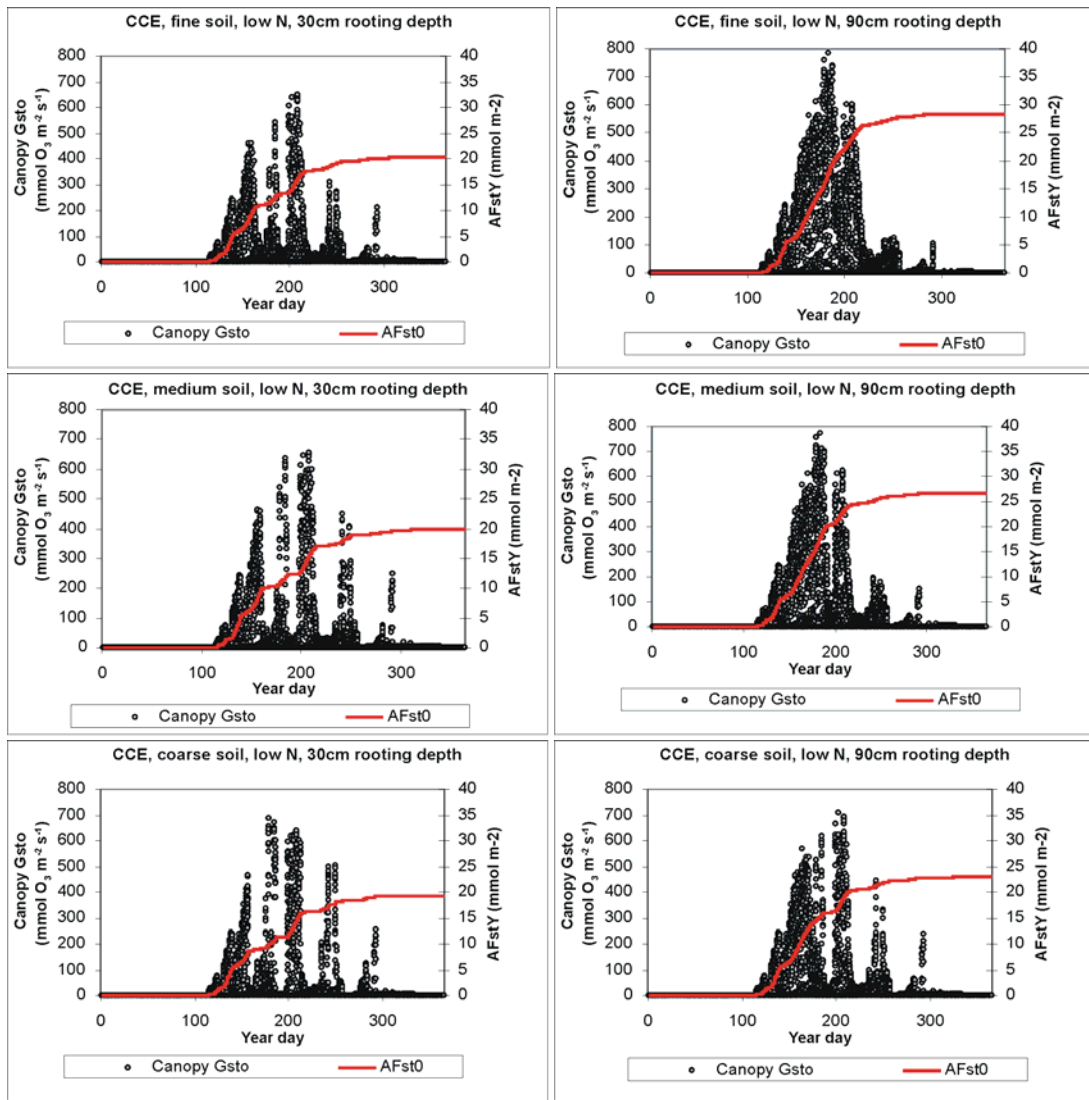 CCE, fine soil, low N, 30cm rooting depth
Canopy Gsto
(mmol O₃ m⁻² s⁻¹)
800
700
600
500
400
300
200
100
0
40
35
30
25
20
15
10
5
0
AFstY (mmol m-2)
0 100 200 300
Year day
Canopy Gsto AFst0
CCE, fine soil, low N, 90cm rooting depth
Canopy Gsto
(mmol O₃ m⁻² s⁻¹)
800
700
600
500
400
300
200
100
0
40
35
30
25
20
15
10
5
0
AFstY (mmol m-2)
0 100 200 300
Year day
Canopy Gsto AFst0
CCE, medium soil, low N, 30cm rooting depth
Canopy Gsto
(mmol O₃ m⁻² s⁻¹)
800
700
600
500
400
300
200
100
0
40
35
30
25
20
15
10
5
0
AFstY (mmol m-2)
0 100 200 300
Year day
Canopy Gsto AFst0
CCE, medium soil, low N, 90cm rooting depth
Canopy Gsto
(mmol O₃ m⁻² s⁻¹)
800
700
600
500
400
300
200
100
0
40
35
30
25
20
15
10
5
0
AFstY (mmol m-2)
0 100 200 300
Year day
Canopy Gsto AFst0
CCE, coarse soil, low N, 30cm rooting depth
Canopy Gsto
(mmol O₃ m⁻² s⁻¹)
800
700
600
500
400
300
200
100
0
40
35
30
25
20
15
10
5
0
AFstY (mmol m-2)
0 100 200 300
Year day
Canopy Gsto AFst0
CCE, coarse soil, low N, 90cm rooting depth
Canopy Gsto
(mmol O₃ m⁻² s⁻¹)
800
700
600
500
400
300
200
100
0
40
35
30
25
20
15
10
5
0
AFstY (mmol m-2)
0 100 200 300
Year day
Canopy Gsto AFst0